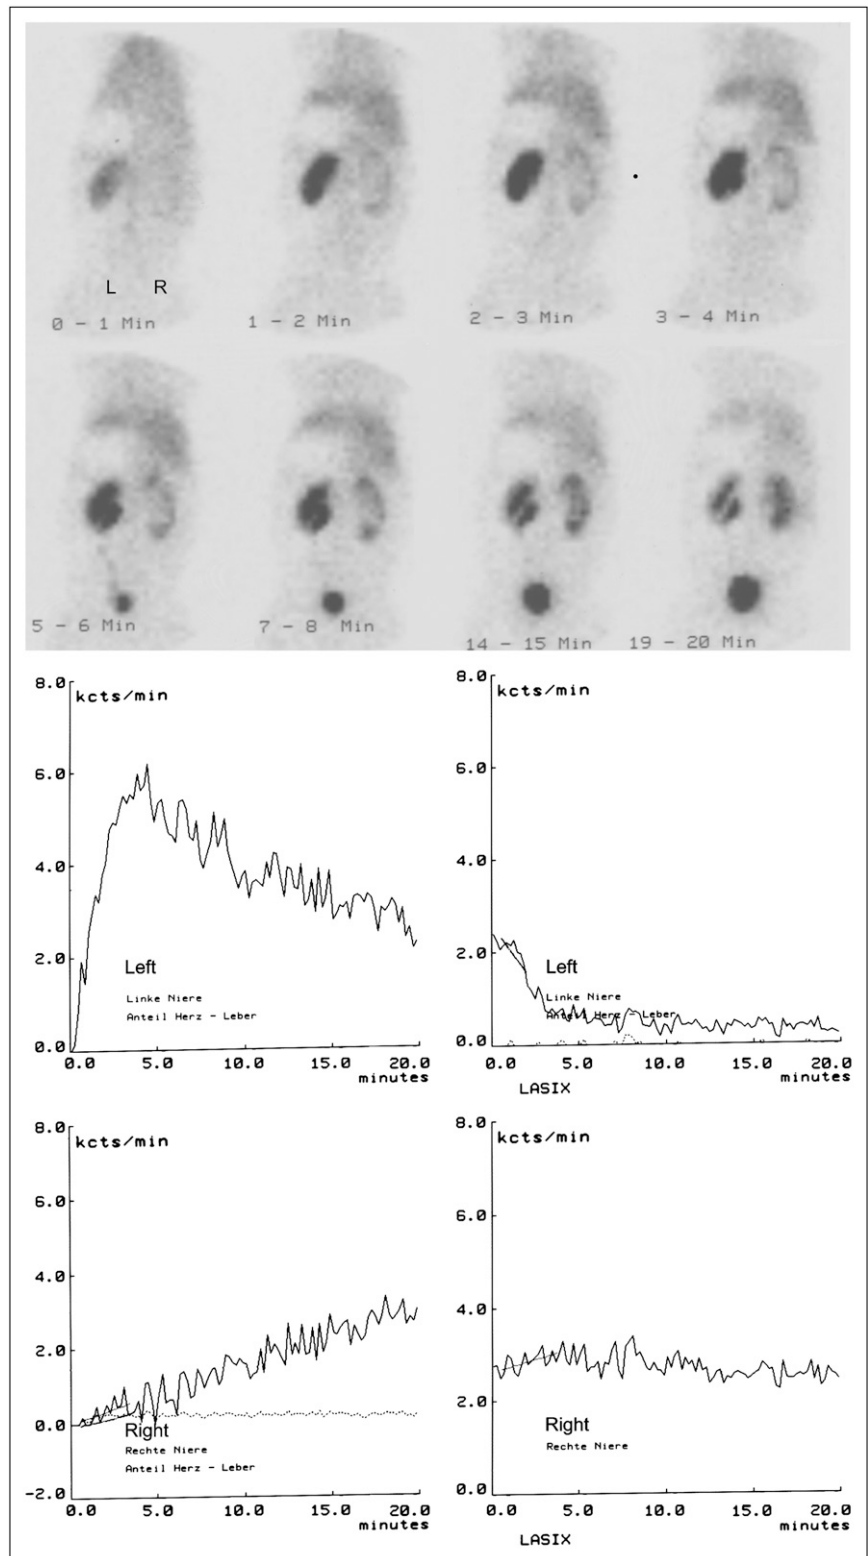 L R
0 - 1 Min
1 - 2 Min
2 - 3 Min
3 - 4 Min
5 - 6 Min
7 - 8 Min
14 - 15 Min
19 - 20 Min
8.0
kcts/min
6.0
4.0
2.0
0.0
Left
Linke Niere
Anteil Herz - Leber
0.0 5.0 10.0 15.0 20.0
minutes
8.0
kcts/min
6.0
4.0
2.0
0.0
Left
Linke Niere
Anteil Herz - Leber
0.0 5.0 10.0 15.0 20.0
minutes
LASIX
8.0
kcts/min
6.0
4.0
2.0
0.0
-2.0
Right
Rechte Niere
Anteil Herz - Leber
0.0 5.0 10.0 15.0 20.0
minutes
8.0
kcts/min
6.0
4.0
2.0
0.0
Right
Rechte Niere
0.0 5.0 10.0 15.0 20.0
minutes
LASIX